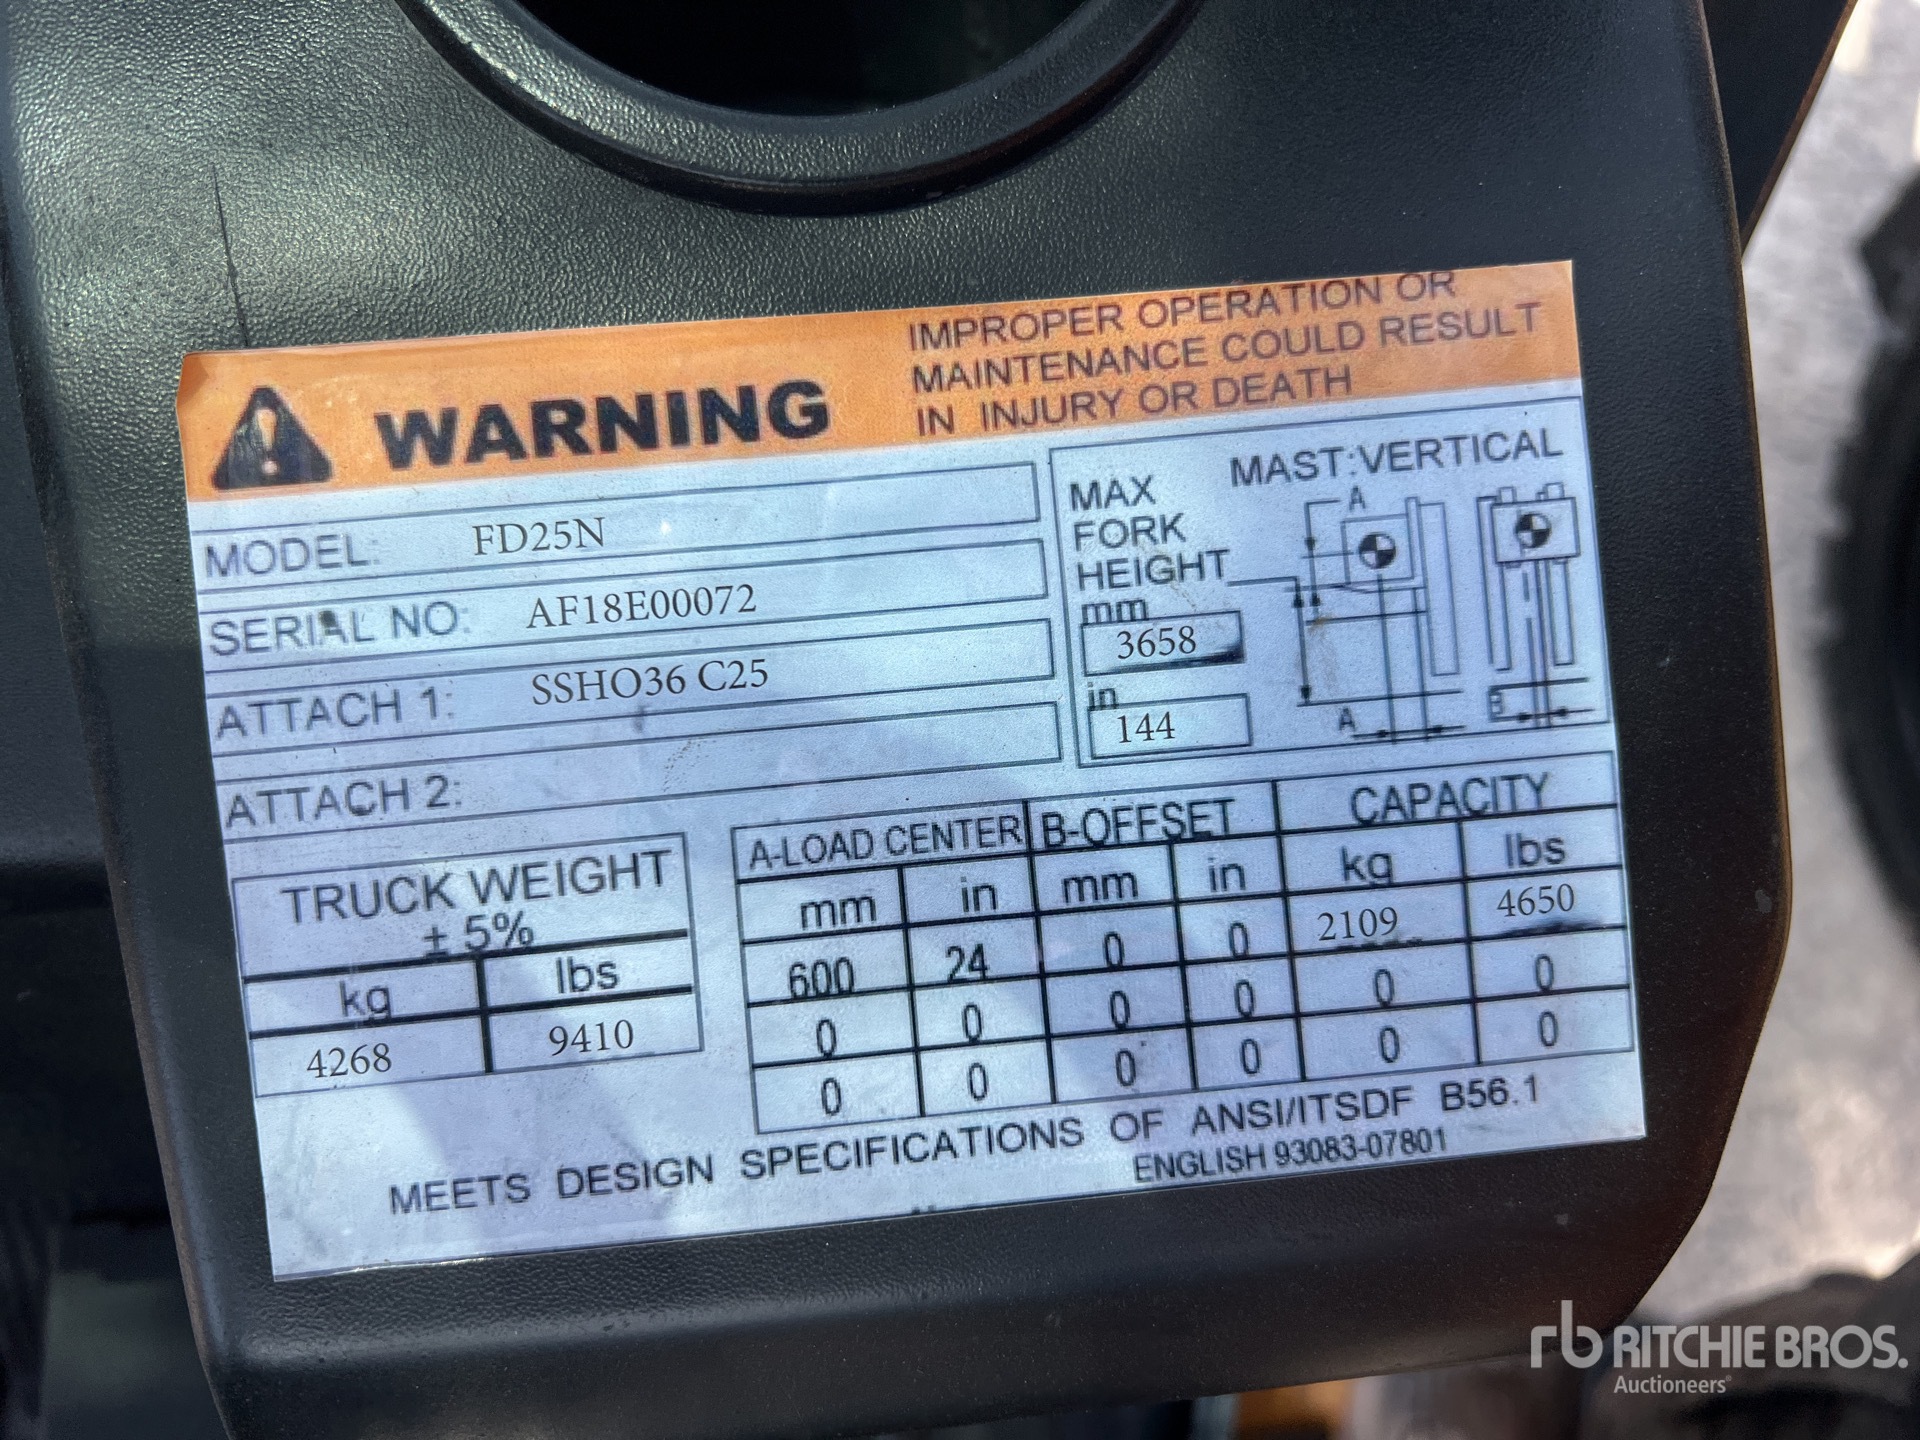 WARNING
IMPROPER OPERATION OR
MAINTENANCE COULD RESULT
IN INJURY OR DEATH
MODEL: FD25N
SERIAL NO: AF18E00072
ATTACH 1: SSHO36 C25
ATTACH 2:
MAST:VERTICAL
MAX
FORK
HEIGHT
mm
3658
in
144
A
A
B
TRUCK WEIGHT
± 5%
kg lbs
4268 9410
A-LOAD CENTER B-OFFSET CAPACITY
mm in mm in kg lbs
600 24 0 0 2109 4650
0 0 0 0 0 0
0 0 0 0 0 0
MEETS DESIGN SPECIFICATIONS OF ANSI/ITSDF B56.1
ENGLISH 93083-07801
rb RITCHIE BROS.
Auctioneers